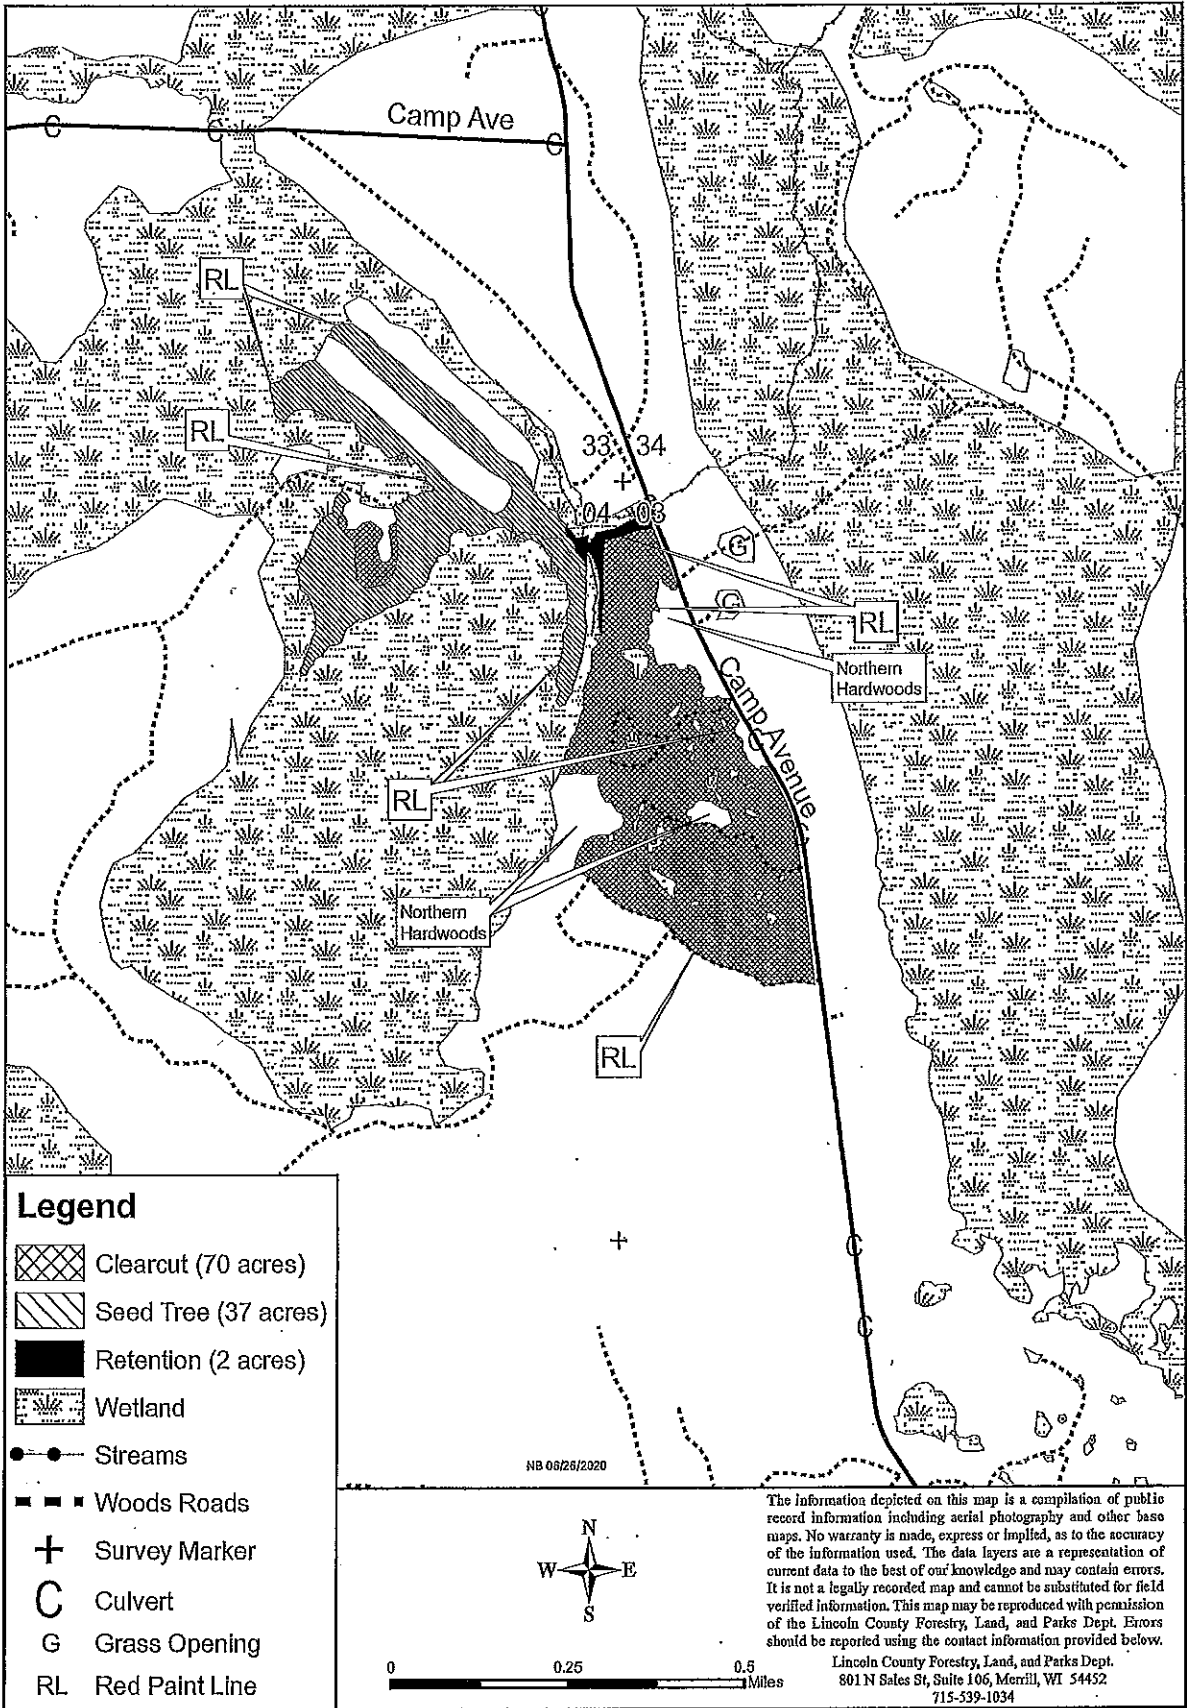 Camp Ave
C
C
C
RL
RL
33 34
04 03
G
G
RL
Northern
Hardwoods
Camp Avenue
C
RL
Northern
Hardwoods
RL
C
C
Legend
Clearcut (70 acres)
Seed Tree (37 acres)
Retention (2 acres)
Wetland
Streams
Woods Roads
Survey Marker
C Culvert
G Grass Opening
RL Red Paint Line
NB 06/26/2020
N
W E
S
0 0.25 0.5
Miles
The information depicted on this map is a compilation of public
record information including aerial photography and other base
maps. No warranty is made, express or implied, as to the accuracy
of the information used. The data layers are a representation of
current data to the best of our knowledge and may contain errors.
It is not a legally recorded map and cannot be substituted for field
verified information. This map may be reproduced with permission
of the Lincoln County Forestry, Land, and Parks Dept. Errors
should be reported using the contact information provided below.
Lincoln County Forestry, Land, and Parks Dept.
801 N Sales St, Suite 106, Merrill, WI 54452
715-539-1034